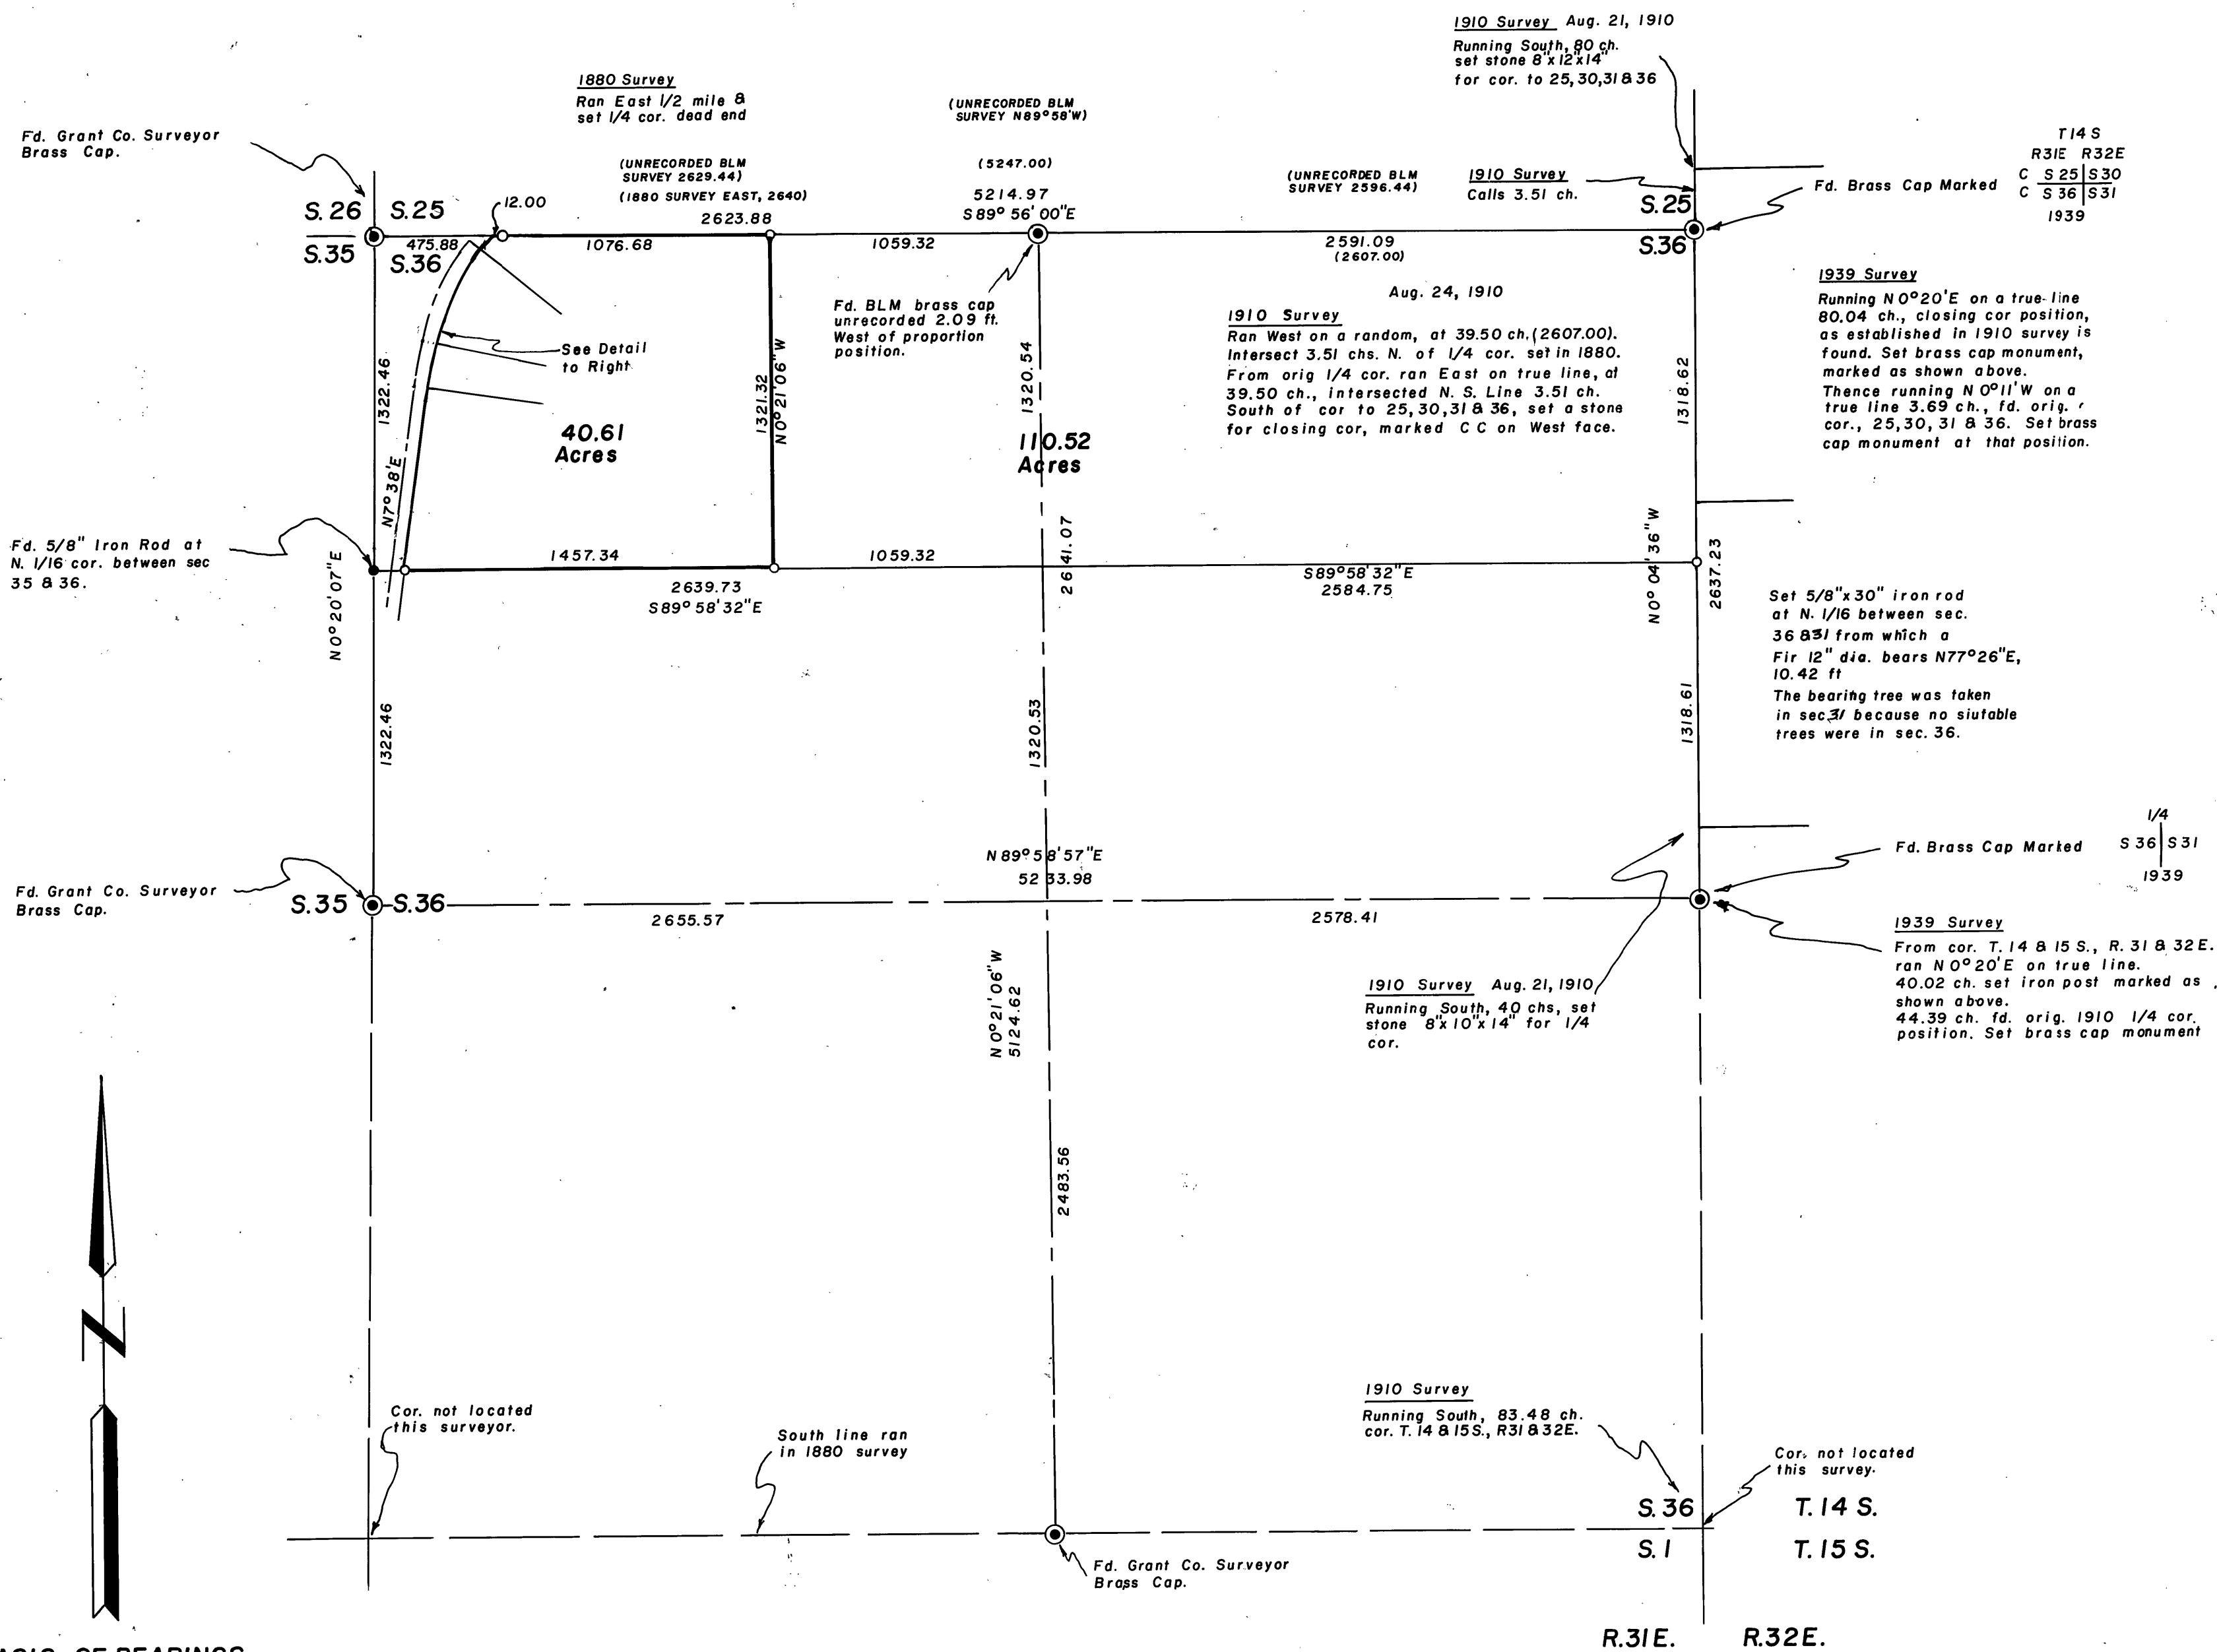 1910 Survey Aug. 21, 1910
Running South, 80 ch.
set stone 8"x12"x14"
for cor. to 25,30,31 & 36
1880 Survey
Ran East 1/2 mile &
set 1/4 cor. dead end
(UNRECORDED BLM
SURVEY N89°58'W)
Fd. Grant Co. Surveyor
Brass Cap.
T14 S
R31E R32E
C S 25 S 30
C S 36 S 31
1939
(UNRECORDED BLM
SURVEY 2629.44)
(1880 SURVEY EAST, 2640)
2623.88
(5247.00)
5214.97
S 89° 56' 00"E
(UNRECORDED BLM
SURVEY 2596.44)
1910 Survey
Calls 3.51 ch.
Fd. Brass Cap Marked
S. 26 S. 25
12.00
S. 25
S. 35 S. 36
475.88
1076.68
1059.32
2591.09
(2607.00)
S.36
Fd. BLM brass cap
unrecorded 2.09 ft.
West of proportion
position.
Aug. 24, 1910
1910 Survey
Ran West on a random, at 39.50 ch.(2607.00).
Intersect 3.51 chs. N. of 1/4 cor. set in 1880.
From orig 1/4 cor. ran East on true line, at
39.50 ch., intersected N. S. Line 3.51 ch.
South of cor to 25,30,31 & 36, set a stone
for closing cor, marked C C on West face.
1939 Survey
Running N 0°20'E on a true line
80.04 ch., closing cor position,
as established in 1910 survey is
found. Set brass cap monument,
marked as shown above.
Thence running N 0°11'W on a
true line 3.69 ch., fd. orig.
cor., 25,30, 31 & 36. Set brass
cap monument at that position.
See Detail
to Right
1322.46
1321.32
N0°21'06"W
1320.54
1318.62
40.61
Acres
110.52
Acres
N7°38'E
Fd. 5/8" Iron Rod at
N. 1/16 cor. between sec
35 & 36.
N 0° 20' 07"E
1457.34
2639.73
S89° 58' 32"E
1059.32
2641.07
S89°58'32"E
2584.75
N0° 04' 36"W
2637.23
Set 5/8"x 30" iron rod
at N. 1/16 between sec.
36 & 31 from which a
Fir 12" dia. bears N77°26"E,
10.42 ft
The bearing tree was taken
in sec. 31 because no siutable
trees were in sec. 36.
1322.46
1320.53
1318.61
N 89° 58' 57"E
5233.98
Fd. Brass Cap Marked
1/4
S 36 S 31
1939
Fd. Grant Co. Surveyor
Brass Cap.
S.35 S.36
2655.57
2578.41
1939 Survey
From cor. T. 14 & 15 S., R. 31 & 32 E.
ran N 0° 20' E on true line.
40.02 ch. set iron post marked as
shown above.
44.39 ch. fd. orig. 1910 1/4 cor.
position. Set brass cap monument
1910 Survey Aug. 21, 1910
Running South, 40 chs, set
stone 8"x 10"x 14" for 1/4
cor.
N0°21'06"W
5124.62
2483.56
N
Cor. not located
this surveyor.
South line ran
in 1880 survey
1910 Survey
Running South, 83.48 ch.
cor. T. 14 & 15 S., R31 & 32E.
Cor. not located
this survey.
S. 36 T. 14 S.
S. 1 T. 15 S.
Fd. Grant Co. Surveyor
Brass Cap.
R.31E. R.32E.
OF BEARINGS